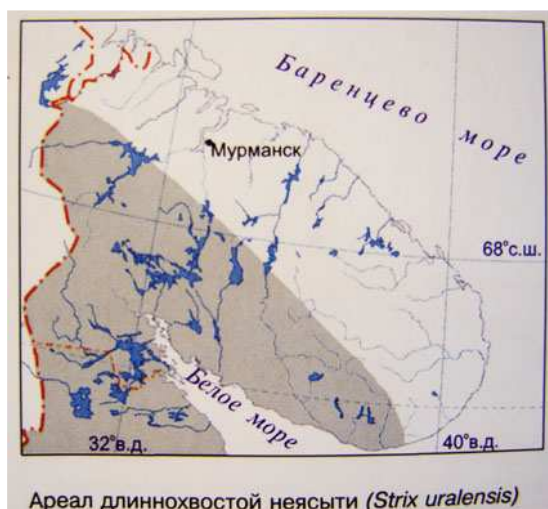 Баренцево море
Мурманск
68°с.ш.
Белое море
32°в.д.
40°в.д.
Ареал длиннохвостой неясыти (Strix uralensis)